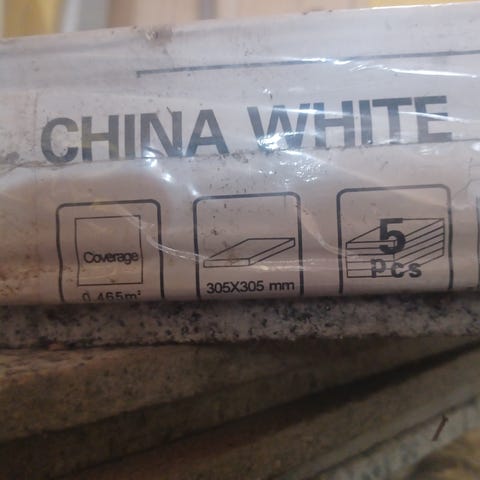 CHINA WHITE
Coverage
0.465m²
305X305 mm
5
Pcs